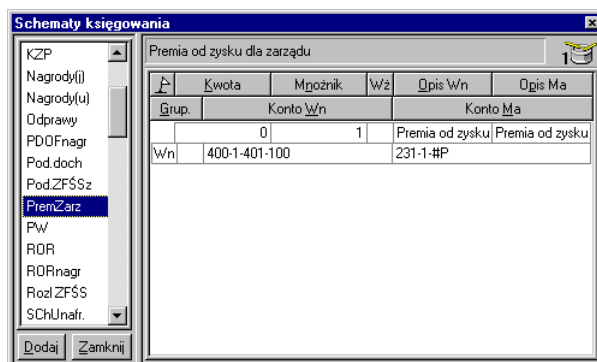 Schematy księgowania
KZP
Nagrody(j)
Nagrody(u)
Odprawy
PDOFnagr
Pod.doch
Pod.ZFŚSz
PremZarz
PW
ROR
RORnagr
Rozl ZFŚS
SChUnafr.
Dodaj Zamknij
Premia od zysku dla zarządu
1
Kwota Mnożnik Wż Opis Wn Opis Ma
Grup. Konto Wn Konto Ma
0 1 Premia od zysku Premia od zysku
Wn 400-1-401-100 231-1-#P